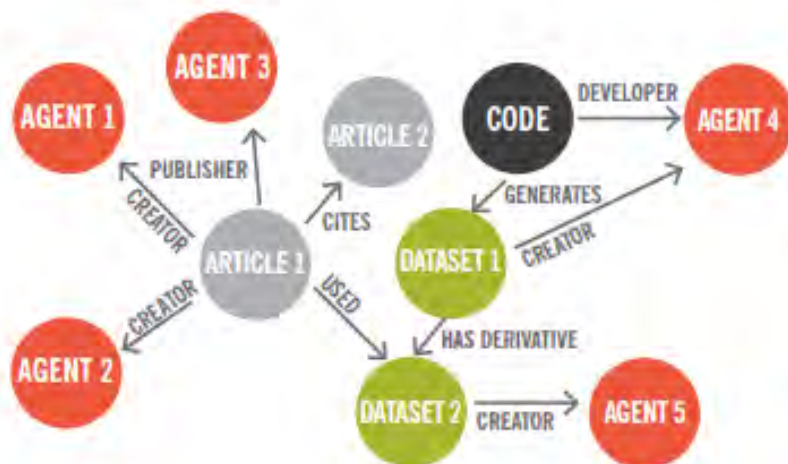 AGENT 3
AGENT 1
ARTICLE 2
CODE
DEVELOPER
AGENT 4
PUBLISHER
CREATOR
CITES
GENERATES
ARTICLE 1
DATASET 1
CREATOR
CREATOR
USED
HAS DERIVATIVE
AGENT 2
DATASET 2
CREATOR
AGENT 5